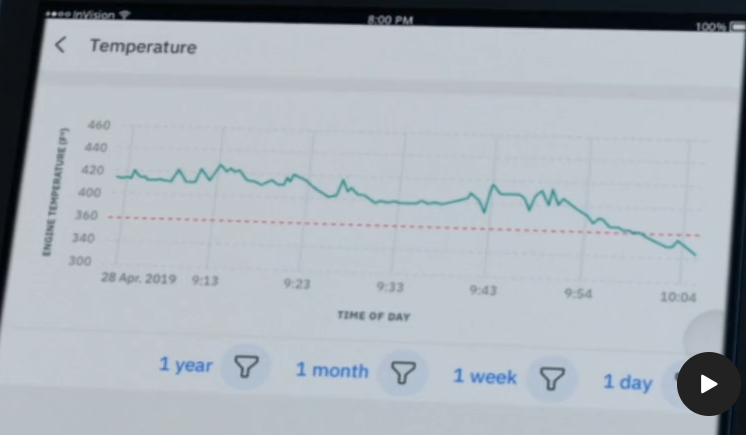 InVision 8:00 PM 100%
Temperature
ENGINE TEMPERATURE (F°)
460
440
420
400
360
340
300
28 Apr. 2019 9:13 9:23 9:33 9:43 9:54 10:04
TIME OF DAY
1 year 1 month 1 week 1 day